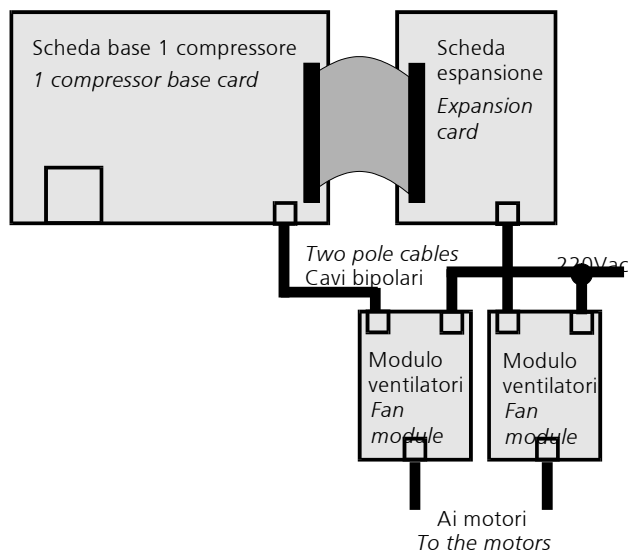 Scheda base 1 compressore
1 compressor base card
Scheda
espansione
Expansion
card
Two pole cables
Cavi bipolari
220Vac
Modulo
ventilatori
Fan
module
Modulo
ventilatori
Fan
module
Ai motori
To the motors